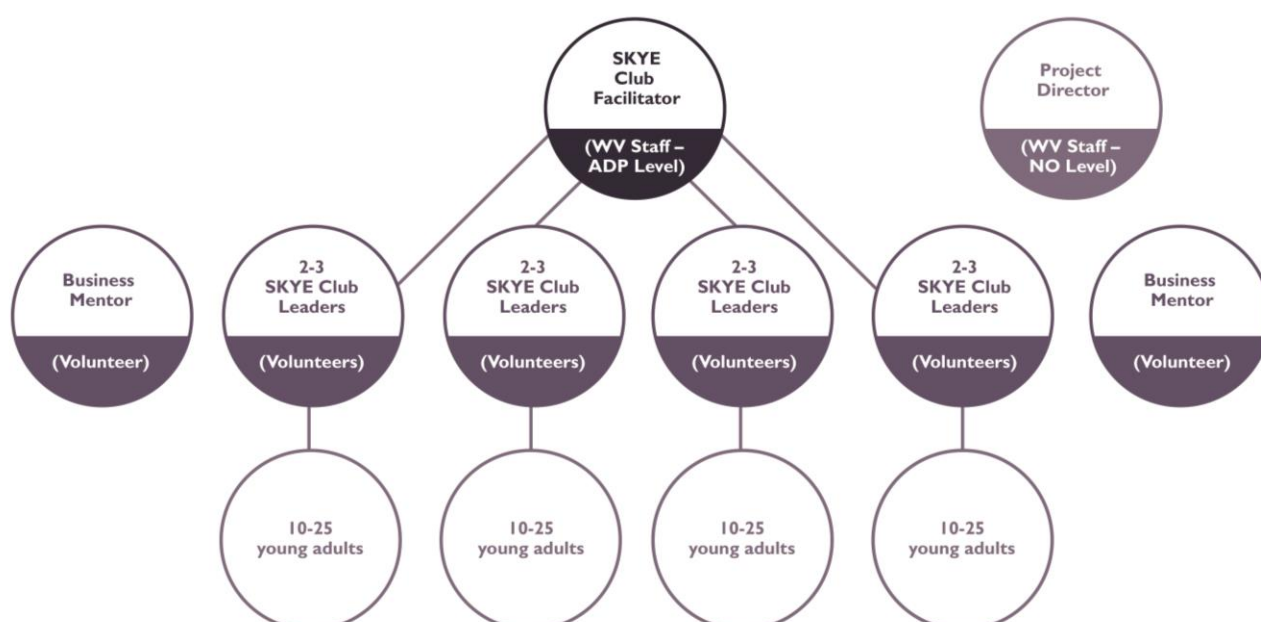 SKYE
Club
Facilitator
(WV Staff –
ADP Level)
Project
Director
(WV Staff –
NO Level)
Business
Mentor
(Volunteer)
2-3
SKYE Club
Leaders
(Volunteers)
2-3
SKYE Club
Leaders
(Volunteers)
2-3
SKYE Club
Leaders
(Volunteers)
2-3
SKYE Club
Leaders
(Volunteers)
Business
Mentor
(Volunteer)
10-25
young adults
10-25
young adults
10-25
young adults
10-25
young adults